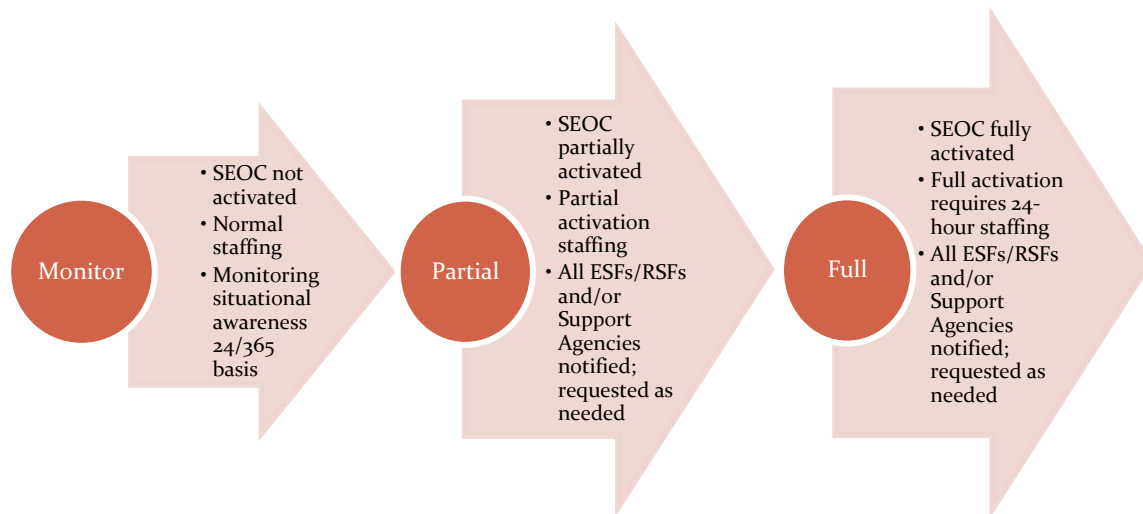 Monitor
• SEOC not
activated
• Normal
staffing
• Monitoring
situational
awareness
24/365
basis
Partial
• SEOC
partially
activated
• Partial
activation
staffing
• All ESFs/RSFs
and/or
Support
Agencies
notified;
requested as
needed
Full
• SEOC fully
activated
• Full activation
requires 24-
hour staffing
• All ESFs/RSFs
and/or
Support
Agencies
notified;
requested as
needed